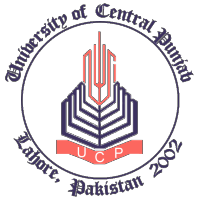 University of Central Punjab
UCP
Lahore, Pakistan 2002